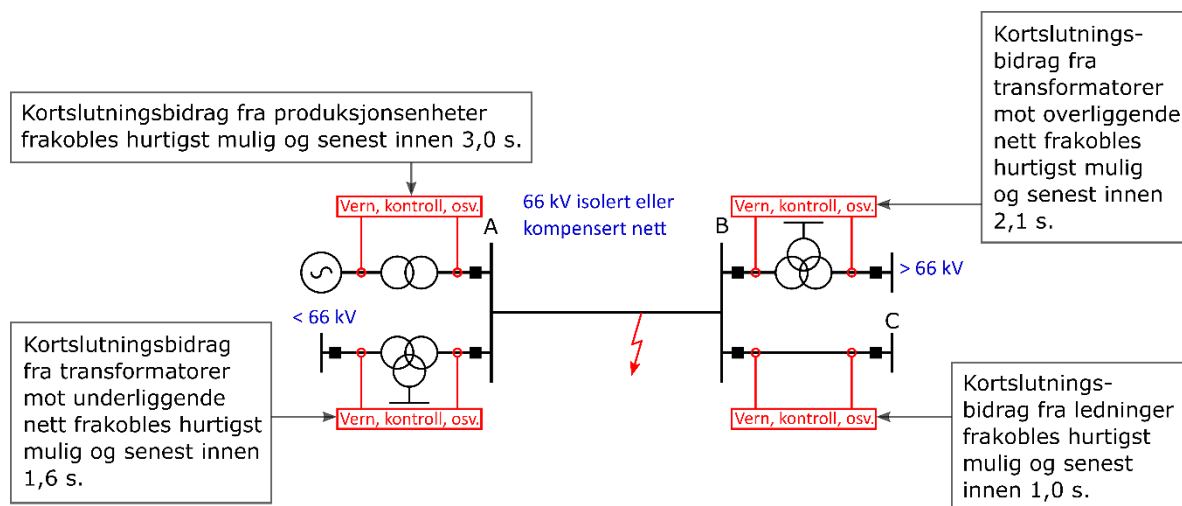 Kortslutnings-
bidrag fra
transformatorer
mot overliggende
nett frakobles
hurtigst mulig
og senest innen
2,1 s.
Kortslutningsbidrag fra produksjonsenheter
frakobles hurtigst mulig og senest innen 3,0 s.
Vern, kontroll, osv.
A
66 kV isolert eller
kompensert nett
B
Vern, kontroll, osv.
> 66 kV
< 66 kV
C
Kortslutningsbidrag
fra transformatorer
mot underliggende
nett frakobles hurtigst
mulig og senest innen
1,6 s.
Vern, kontroll, osv.
Vern, kontroll, osv.
Kortslutnings-
bidrag fra ledninger
frakobles hurtigst
mulig og senest
innen 1,0 s.